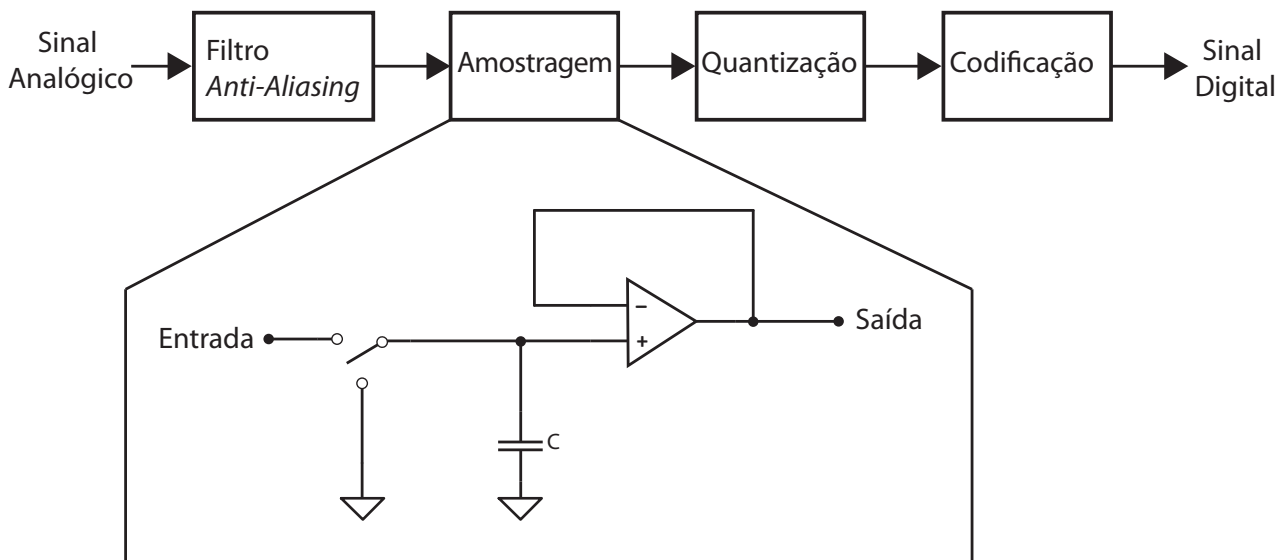 Sinal
Analógico
Filtro
Anti-Aliasing
Amostragem
Quantização
Codificação
Sinal
Digital
Entrada
−
+
Saída
C